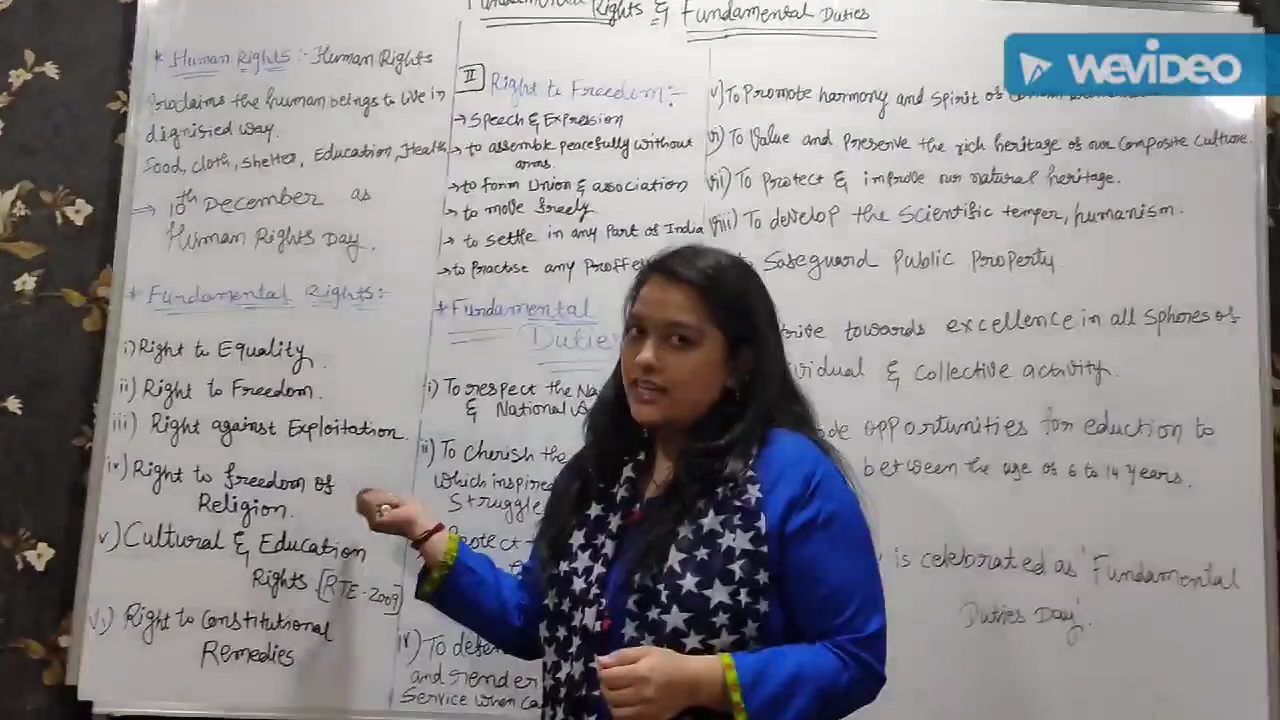 Fundamental Rights & Fundamental Duties
* Human Rights :- Human Rights
Proclaims the human beings to live in
dignisied way.
Food, cloth, shelter, Education, Health
⇒ 10th December as
Human Rights Day.
* Fundamental Rights:-
i) Right to Equality.
ii) Right to Freedom.
iii) Right against Exploitation.
iv) Right to freedom of
Religion.
v) Cultural & Education
Rights [RTE-2009]
vi) Right to Constitutional
Remedies
II Right to Freedom:-
→ Speech & Expression
→ to assemble peacefully without
arms.
→ to form Union & association
→ to move freely
→ to settle in any Part of India
→ to Practise any
* Fundamental
Duties
i) To respect the
& National
ii) To cherish the
which inspire
Struggle
Protect
iv) To
and render
Service when
v) To Promote harmony and Spirit of
vi) To Value and Preserve the rich heritage of our Composite Culture.
vii) To Protect & improve our natural heritage.
viii) To develop the Scientific temper, humanism.
Safeguard Public Property.
towards excellence in all Spheres of
& collective activity.
opportunities for eduction to
between the age of 6 to 14 years.
is celebrated as 'Fundamental
Duties Day'.
WEVIDEO